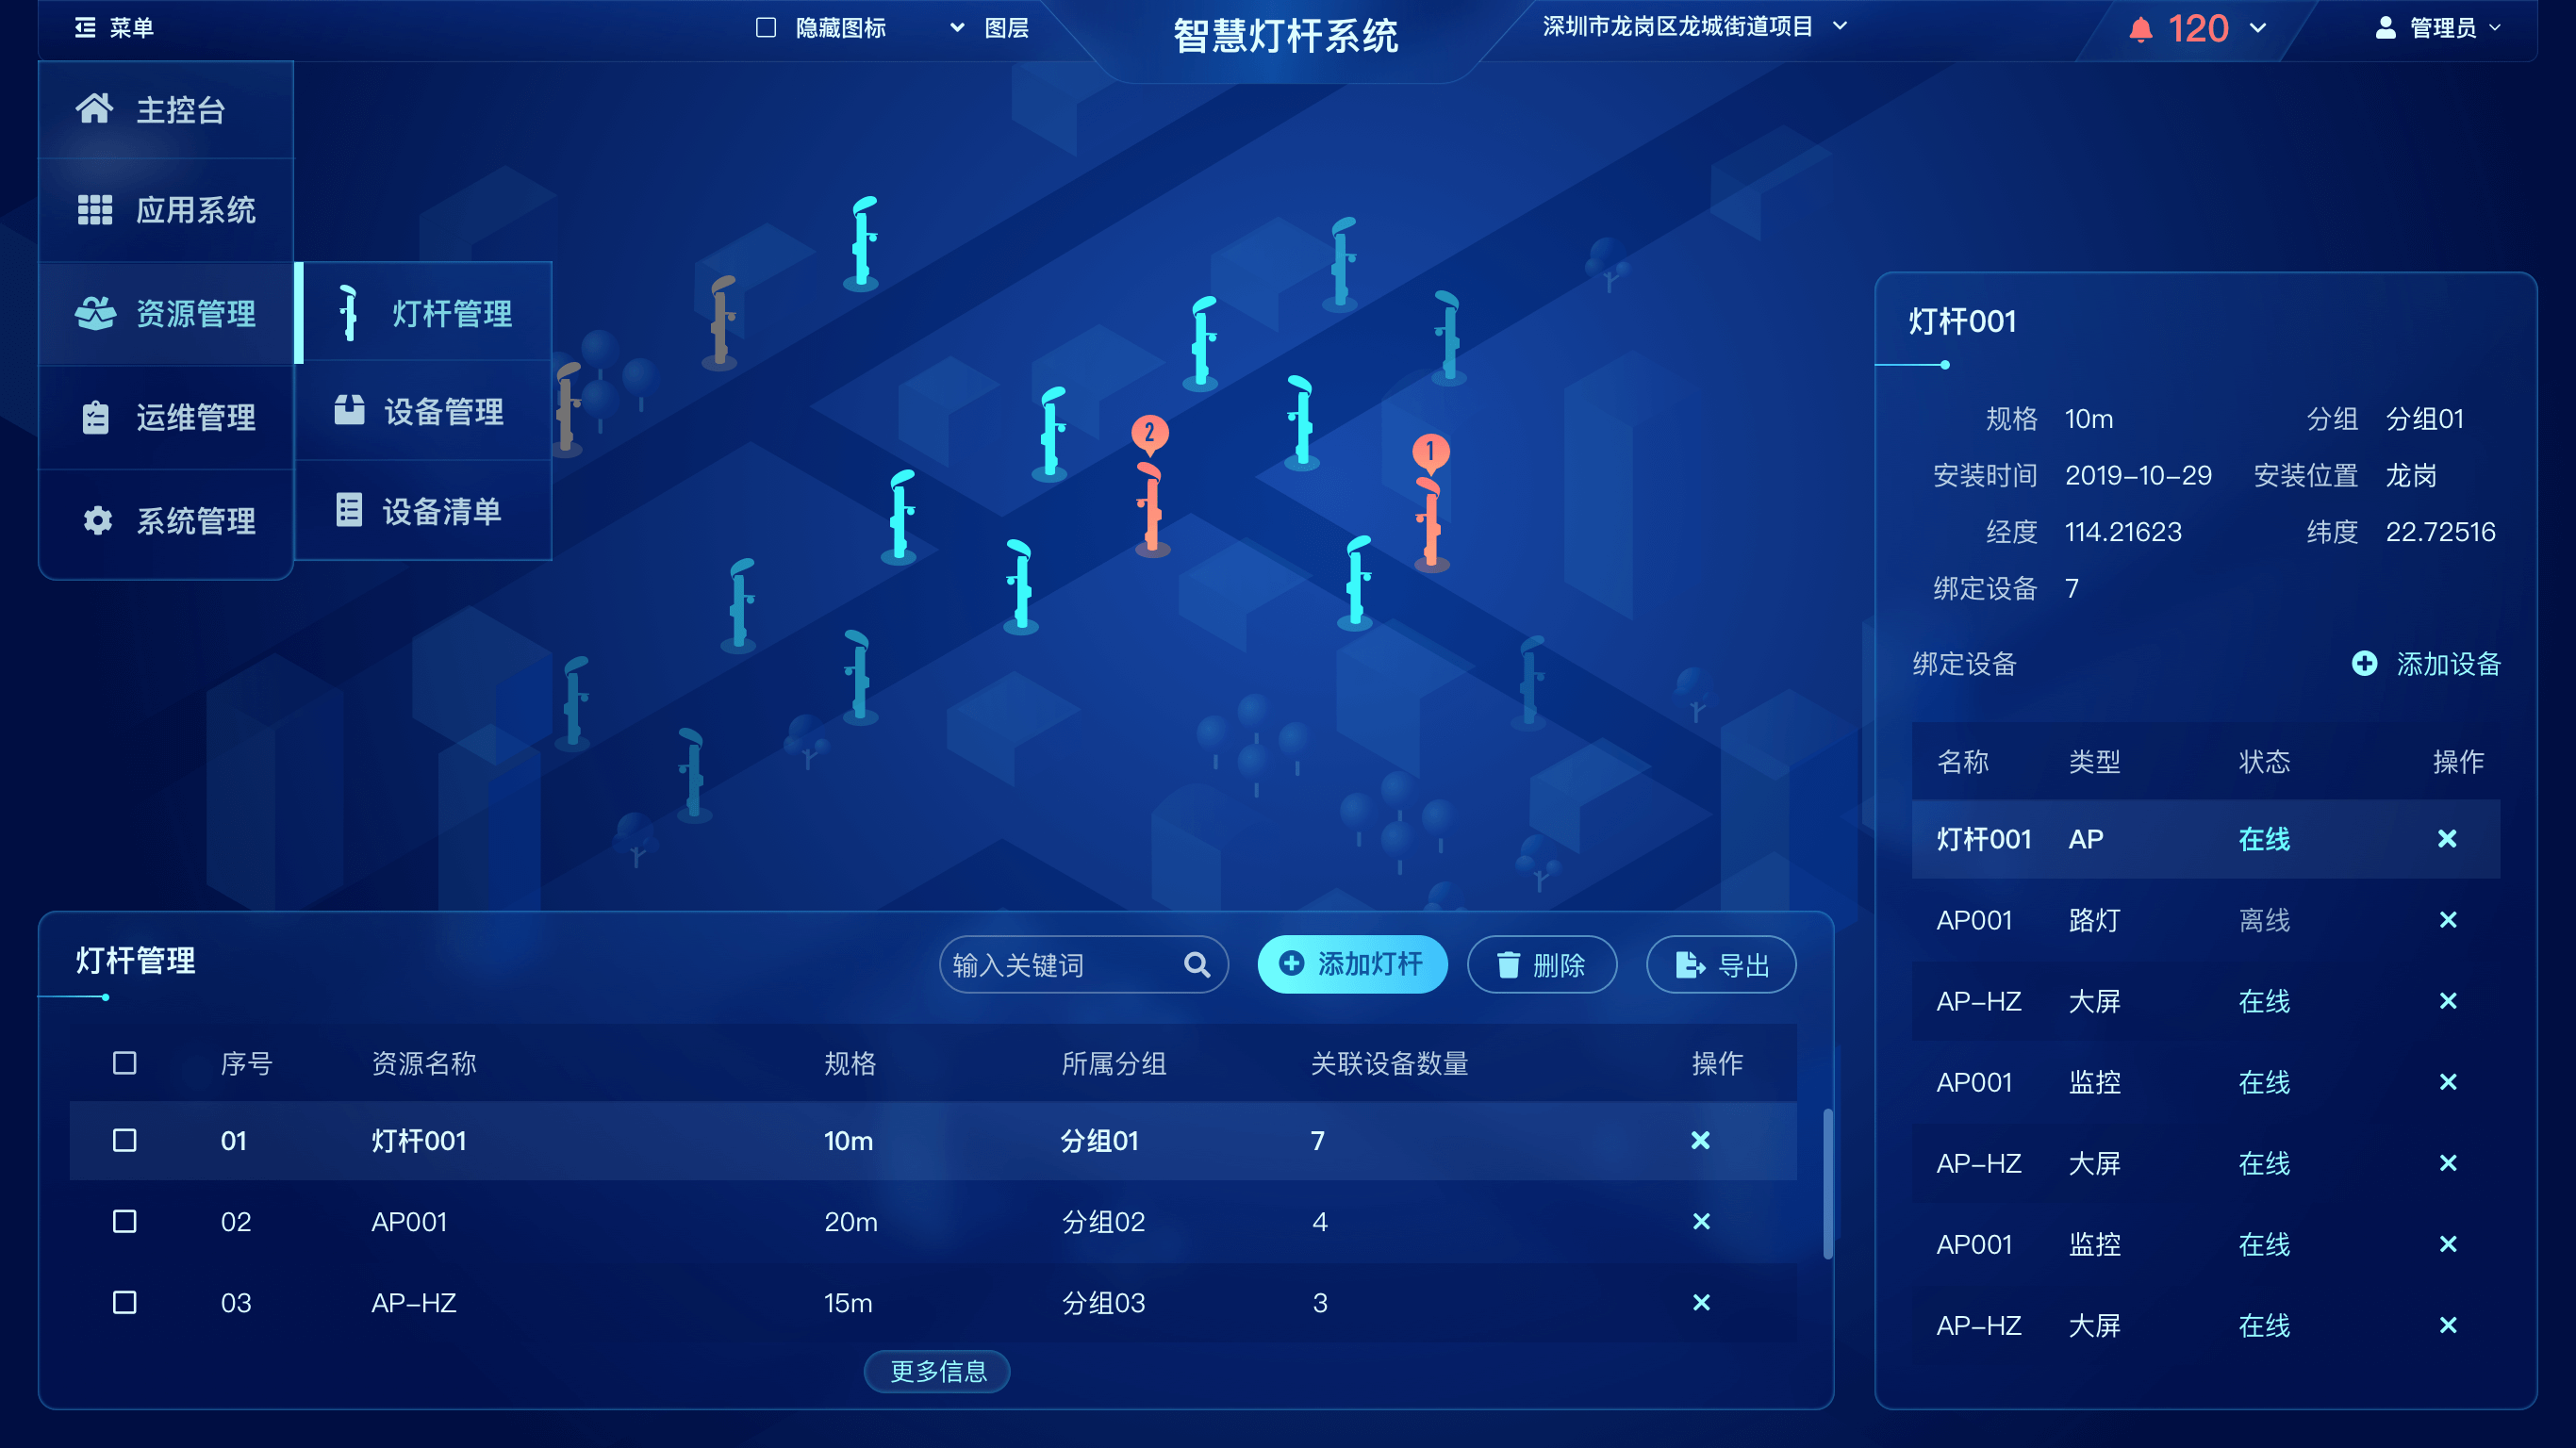 菜单
隐藏图标
图层
智慧灯杆系统
深圳市龙岗区龙城街道项目
120
管理员
主控台
应用系统
资源管理
运维管理
系统管理
灯杆管理
设备管理
设备清单
2
1
灯杆001
规格 10m 分组 分组01
安装时间 2019-10-29 安装位置 龙岗
经度 114.21623 纬度 22.72516
绑定设备 7
绑定设备 添加设备
名称 类型 状态 操作
灯杆001 AP 在线
AP001 路灯 离线
AP-HZ 大屏 在线
AP001 监控 在线
AP-HZ 大屏 在线
AP001 监控 在线
AP-HZ 大屏 在线
灯杆管理
输入关键词
添加灯杆
删除
导出
序号 资源名称 规格 所属分组 关联设备数量 操作
01 灯杆001 10m 分组01 7
02 AP001 20m 分组02 4
03 AP-HZ 15m 分组03 3
更多信息